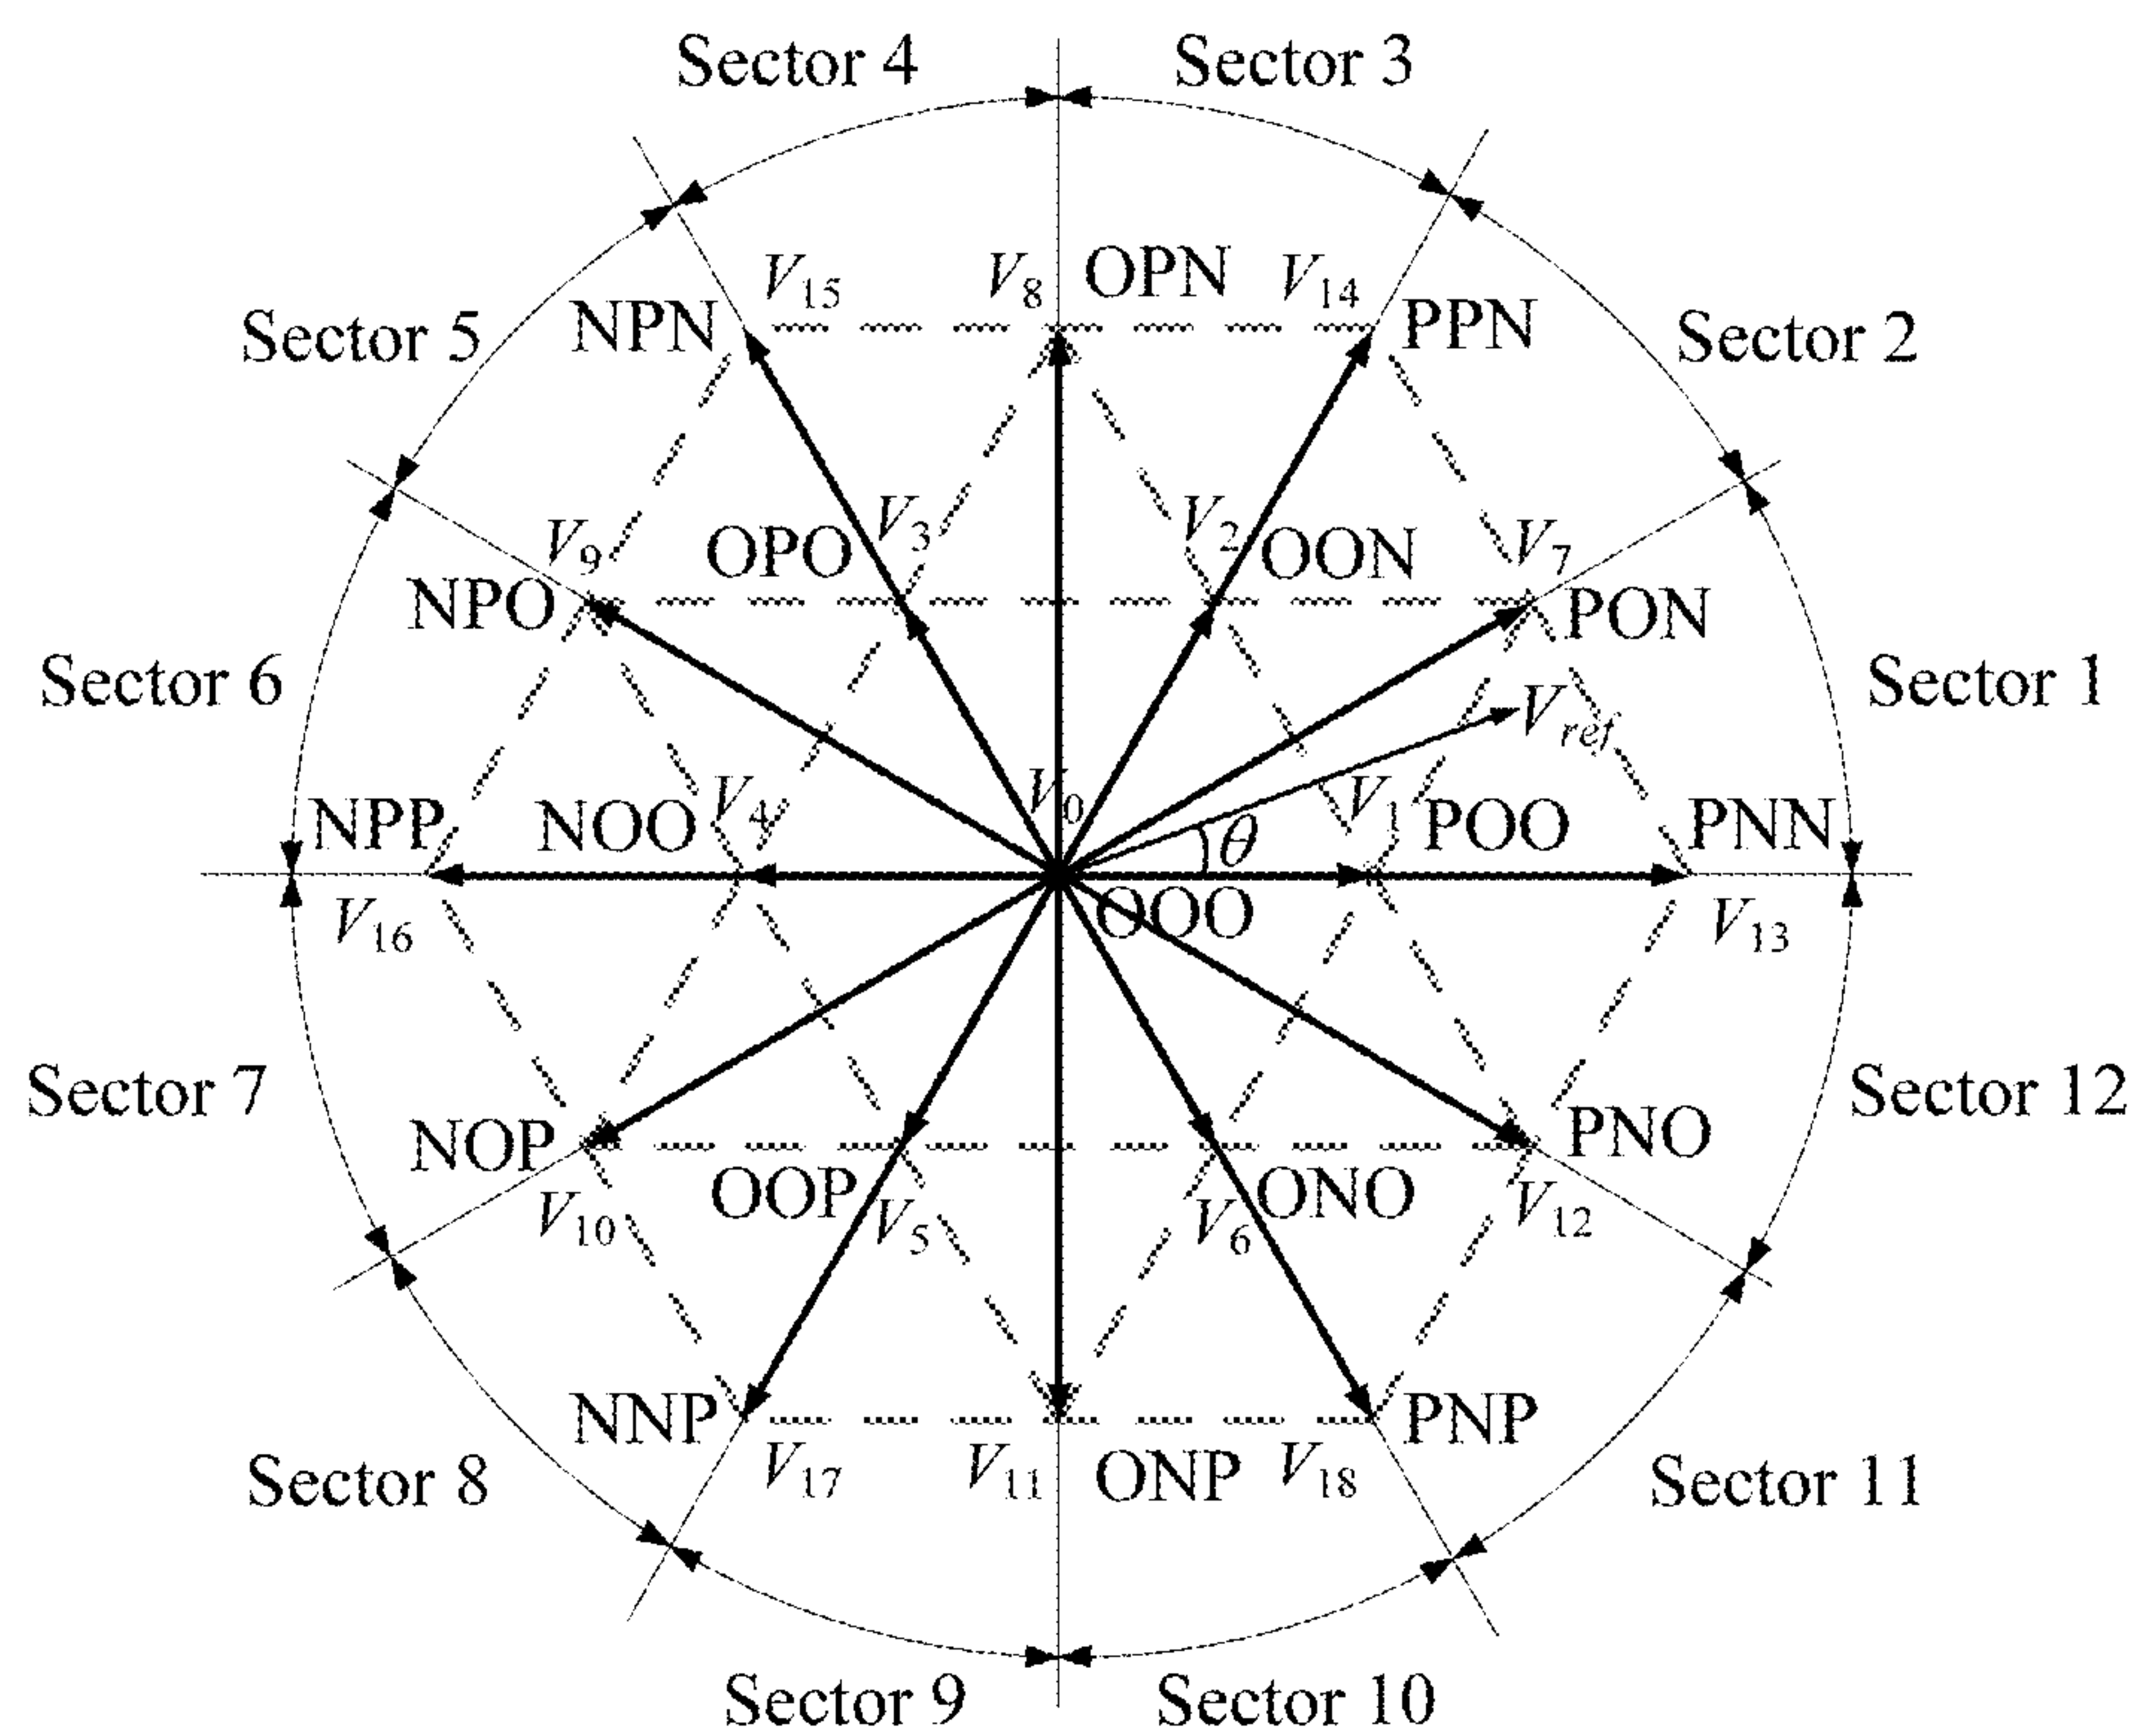 Sector 4 Sector 3
V15 V8 OPN V14
NPN PPN
Sector 5 Sector 2
V9 OPO V3 V2 OON V7
NPO PON
Sector 6 Vref Sector 1
NPP NOO V4 V0 θ V1 POO PNN
V16 OOO V13
Sector 7 Sector 12
NOP PNO
V10 OOP V5 V6 ONO V12
NNP PNP
Sector 8 V17 V11 ONP V18 Sector 11
Sector 9 Sector 10